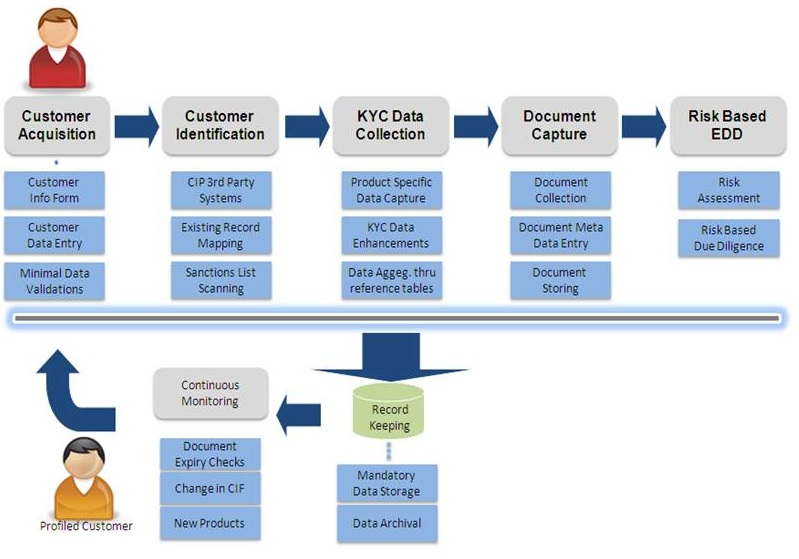 Customer
Acquisition
Customer
Identification
KYC Data
Collection
Document
Capture
Risk Based
EDD
Customer
Info Form
Customer
Data Entry
Minimal Data
Validations
CIP 3rd Party
Systems
Existing Record
Mapping
Sanctions List
Scanning
Product Specific
Data Capture
KYC Data
Enhancements
Data Aggeg. thru
reference tables
Document
Collection
Document Meta
Data Entry
Document
Storing
Risk
Assessment
Risk Based
Due Diligence
Record
Keeping
Mandatory
Data Storage
Data Archival
Continuous
Monitoring
Document
Expiry Checks
Change in CIF
New Products
Profiled Customer